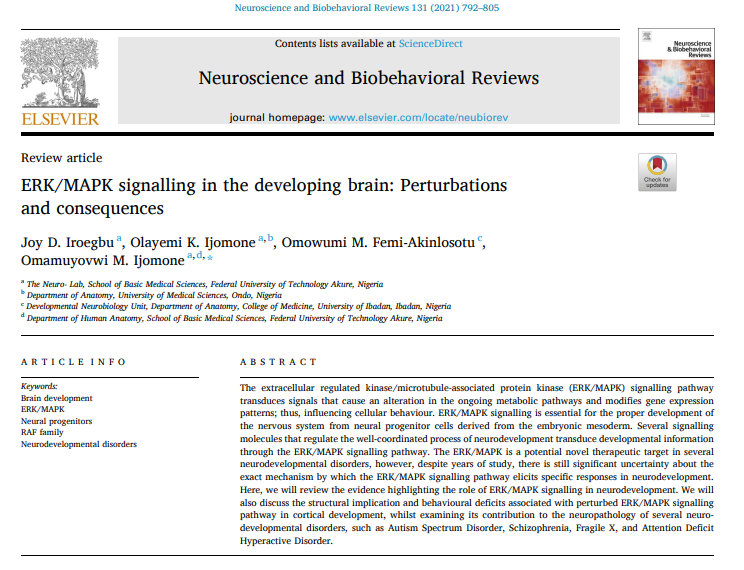 Neuroscience and Biobehavioral Reviews 131 (2021) 792–805
Contents lists available at ScienceDirect
Neuroscience and Biobehavioral Reviews
journal homepage: www.elsevier.com/locate/neubiorev
ELSEVIER
Neuroscience
& Biobehavioral
Reviews
Review article
Check for
updates
ERK/MAPK signalling in the developing brain: Perturbations
and consequences
Joy D. Iroegbu a, Olayemi K. Ijomone a,b, Omowumi M. Femi-Akinlosotu c,
Omamuyovwi M. Ijomone a,d,*
a The Neuro- Lab, School of Basic Medical Sciences, Federal University of Technology Akure, Nigeria
b Department of Anatomy, University of Medical Sciences, Ondo, Nigeria
c Developmental Neurobiology Unit, Department of Anatomy, College of Medicine, University of Ibadan, Ibadan, Nigeria
d Department of Human Anatomy, School of Basic Medical Sciences, Federal University of Technology Akure, Nigeria
ARTICLE INFO
Keywords:
Brain development
ERK/MAPK
Neural progenitors
RAF family
Neurodevelopmental disorders
ABSTRACT
The extracellular regulated kinase/microtubule-associated protein kinase (ERK/MAPK) signalling pathway
transduces signals that cause an alteration in the ongoing metabolic pathways and modifies gene expression
patterns; thus, influencing cellular behaviour. ERK/MAPK signalling is essential for the proper development of
the nervous system from neural progenitor cells derived from the embryonic mesoderm. Several signalling
molecules that regulate the well-coordinated process of neurodevelopment transduce developmental information
through the ERK/MAPK signalling pathway. The ERK/MAPK is a potential novel therapeutic target in several
neurodevelopmental disorders, however, despite years of study, there is still significant uncertainty about the
exact mechanism by which the ERK/MAPK signalling pathway elicits specific responses in neurodevelopment.
Here, we will review the evidence highlighting the role of ERK/MAPK signalling in neurodevelopment. We will
also discuss the structural implication and behavioural deficits associated with perturbed ERK/MAPK signalling
pathway in cortical development, whilst examining its contribution to the neuropathology of several neuro-
developmental disorders, such as Autism Spectrum Disorder, Schizophrenia, Fragile X, and Attention Deficit
Hyperactive Disorder.